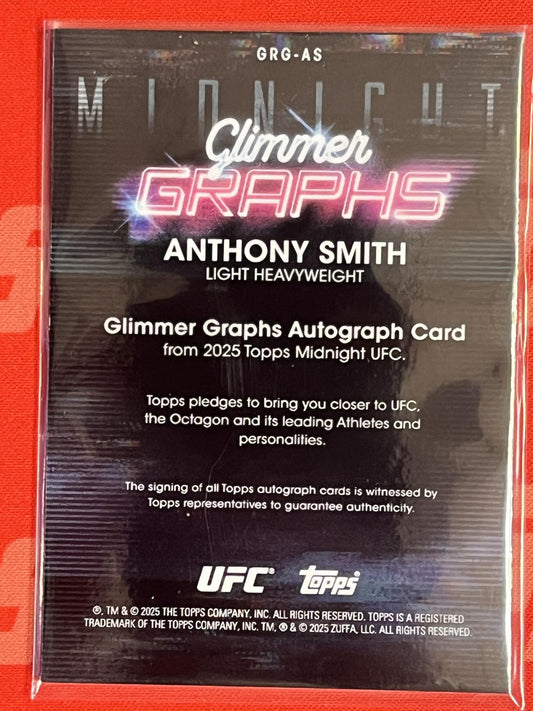 GRG-AS
MIDNIGHT
Glimmer
GRAPHS
ANTHONY SMITH
LIGHT HEAVYWEIGHT
Glimmer Graphs Autograph Card
from 2025 Topps Midnight UFC.
Topps pledges to bring you closer to UFC,
the Octagon and its leading Athletes and
personalities.
The signing of all Topps autograph cards is witnessed by
Topps representatives to guarantee authenticity.
UFC® Topps
®, TM & © 2025 THE TOPPS COMPANY, INC. ALL RIGHTS RESERVED. TOPPS IS A REGISTERED
TRADEMARK OF THE TOPPS COMPANY, INC. TM, ® & © 2025 ZUFFA, LLC. ALL RIGHTS RESERVED.